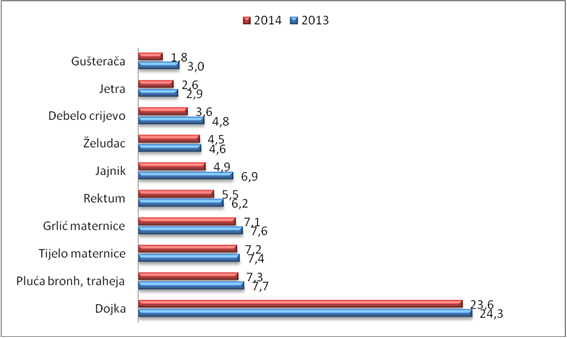 2014 2013
Gušterača 1,8 3,0
Jetra 2,6 2,9
Debelo crijevo 3,6 4,8
Želudac 4,5 4,6
Jajnik 4,9 6,9
Rektum 5,5 6,2
Grlić maternice 7,1 7,6
Tijelo maternice 7,2 7,4
Pluća bronh, traheja 7,3 7,7
Dojka 23,6 24,3